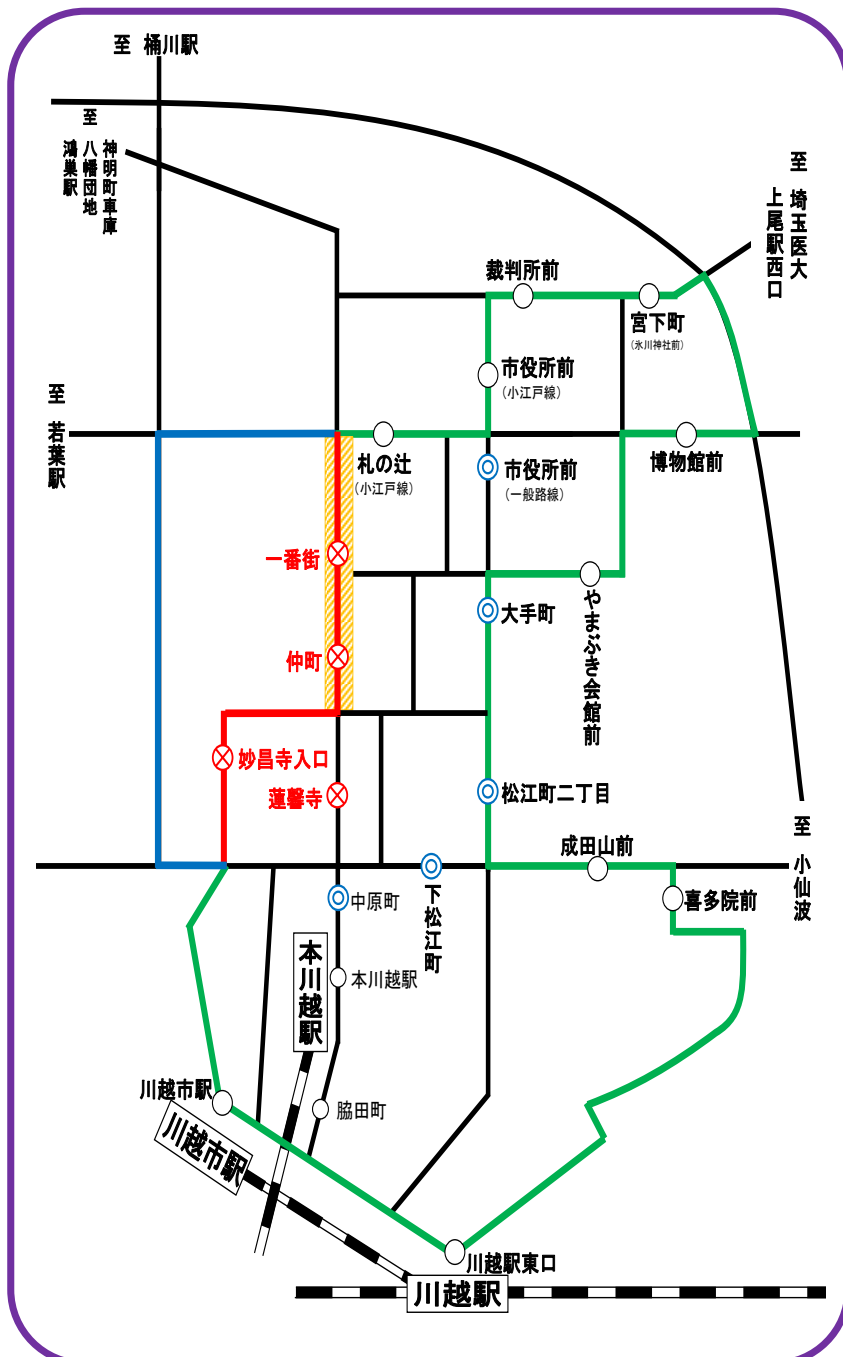 至 桶川駅
至
神明町車庫
八幡団地
鴻巣駅
至
埼玉医大
上尾駅西口
裁判所前
宮下町
(氷川神社前)
市役所前
(小江戸線)
至
若葉駅
札の辻
(小江戸線)
市役所前
(一般路線)
博物館前
一番街
大手町
やまぶき会館前
仲町
妙昌寺入口
蓮馨寺
松江町二丁目
成田山前
至
小仙波
喜多院前
中原町
下松江町
本川越駅
本川越駅
川越市駅
脇田町
川越市駅
川越駅東口
川越駅